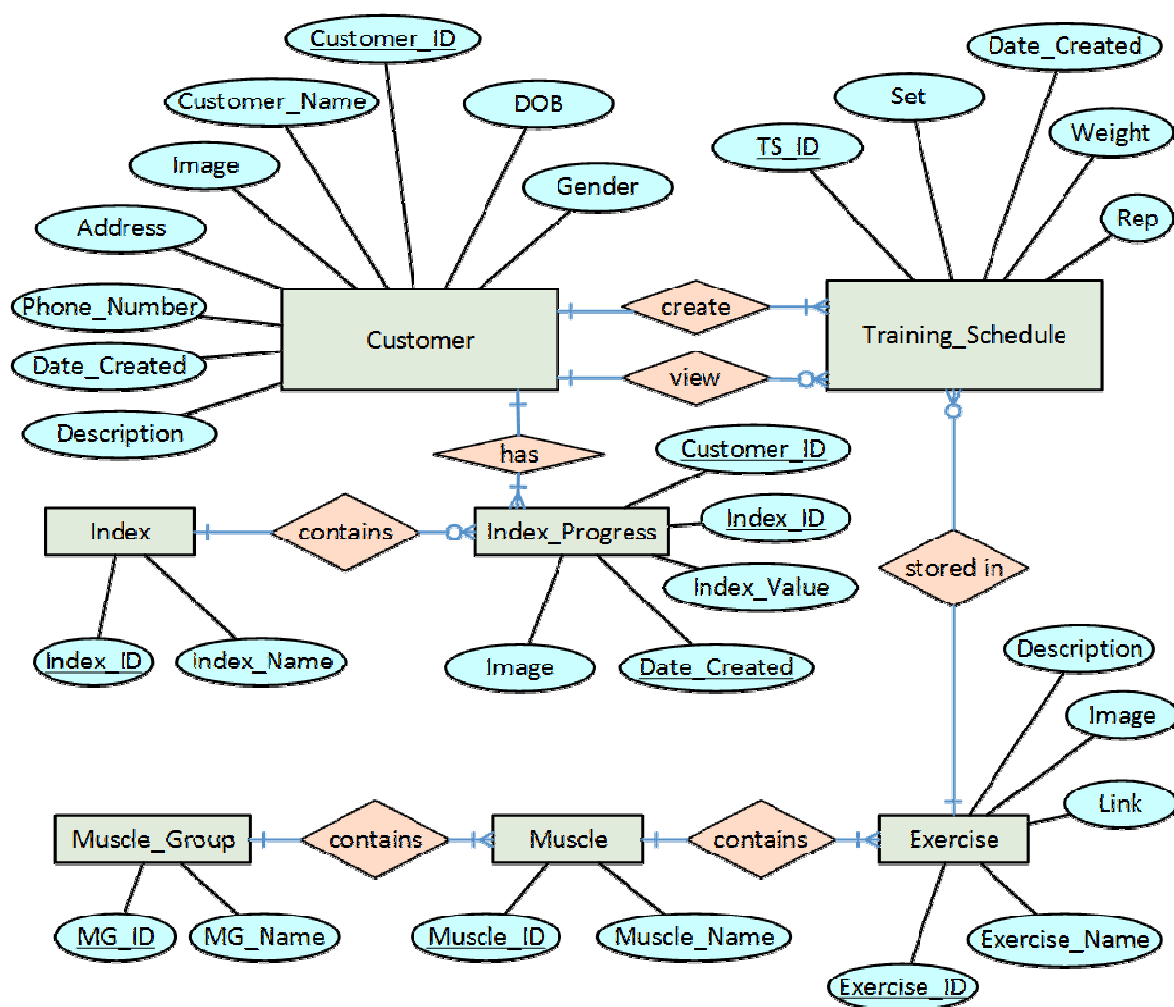 Customer_ID
Date_Created
Customer_Name
DOB
Set
Weight
TS_ID
Image
Gender
Rep
Address
Phone_Number
create
Customer
Training_Schedule
Date_Created
view
Description
has
Customer_ID
Index
contains
Index_Progress
Index_ID
stored in
Index_Value
Index_ID
Index_Name
Image
Date_Created
Description
Image
Link
Muscle_Group
contains
Muscle
contains
Exercise
MG_ID
MG_Name
Muscle_ID
Muscle_Name
Exercise_Name
Exercise_ID